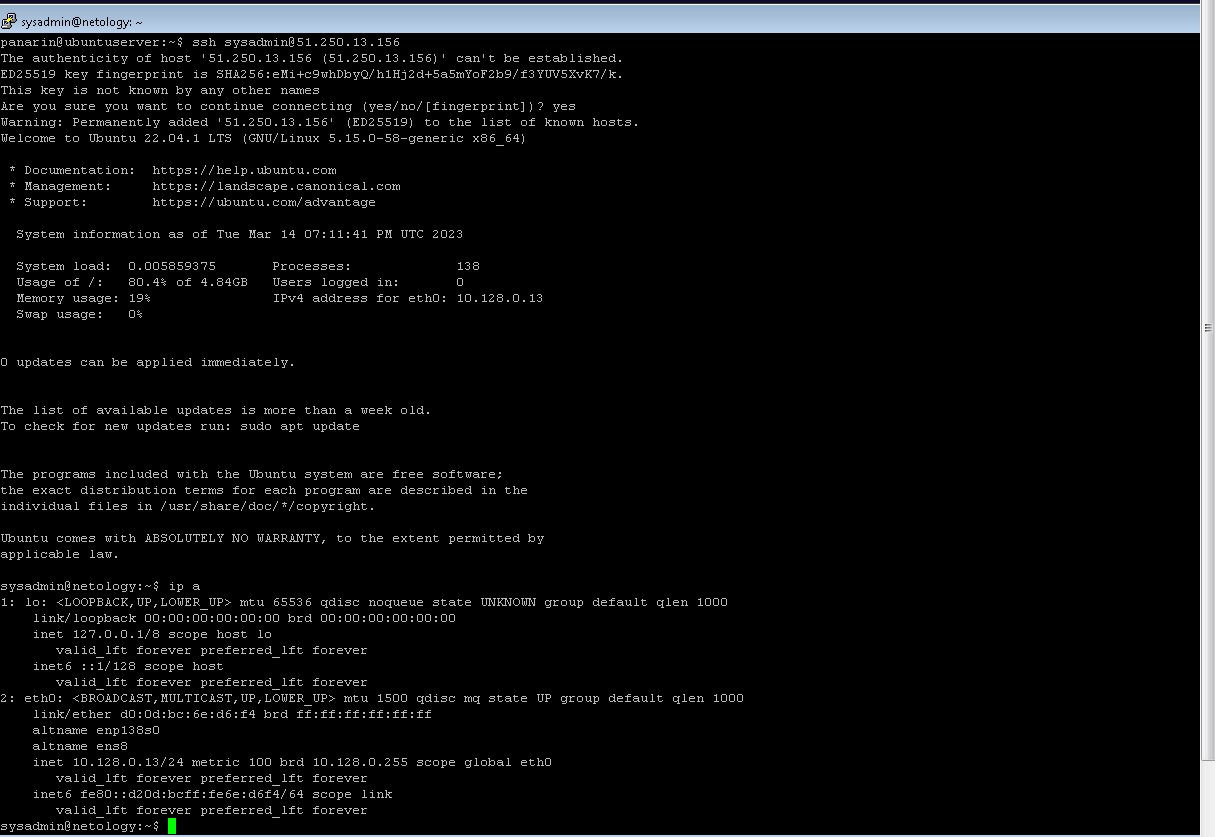 sysadmin@netology: ~
panarin@ubuntuserver:~$ ssh sysadmin@51.250.13.156
The authenticity of host '51.250.13.156 (51.250.13.156)' can't be established.
ED25519 key fingerprint is SHA256:eMi+c9whDbyQ/h1Hj2d+5a5mYoF2b9/f3YUV5XvK7/k.
This key is not known by any other names
Are you sure you want to continue connecting (yes/no/[fingerprint])? yes
Warning: Permanently added '51.250.13.156' (ED25519) to the list of known hosts.
Welcome to Ubuntu 22.04.1 LTS (GNU/Linux 5.15.0-58-generic x86_64)
* Documentation:  https://help.ubuntu.com
* Management:     https://landscape.canonical.com
* Support:        https://ubuntu.com/advantage
System information as of Tue Mar 14 07:11:41 PM UTC 2023
System load:  0.005859375       Processes:             138
Usage of /:   80.4% of 4.84GB   Users logged in:       0
Memory usage: 19%               IPv4 address for eth0: 10.128.0.13
Swap usage:   0%
0 updates can be applied immediately.
The list of available updates is more than a week old.
To check for new updates run: sudo apt update
The programs included with the Ubuntu system are free software;
the exact distribution terms for each program are described in the
individual files in /usr/share/doc/*/copyright.
Ubuntu comes with ABSOLUTELY NO WARRANTY, to the extent permitted by
applicable law.
sysadmin@netology:~$ ip a
1: lo: <LOOPBACK,UP,LOWER_UP> mtu 65536 qdisc noqueue state UNKNOWN group default qlen 1000
link/loopback 00:00:00:00:00:00 brd 00:00:00:00:00:00
inet 127.0.0.1/8 scope host lo
valid_lft forever preferred_lft forever
inet6 ::1/128 scope host
valid_lft forever preferred_lft forever
2: eth0: <BROADCAST,MULTICAST,UP,LOWER_UP> mtu 1500 qdisc mq state UP group default qlen 1000
link/ether d0:0d:bc:6e:d6:f4 brd ff:ff:ff:ff:ff:ff
altname enp138s0
altname ens8
inet 10.128.0.13/24 metric 100 brd 10.128.0.255 scope global eth0
valid_lft forever preferred_lft forever
inet6 fe80::d20d:bcff:fe6e:d6f4/64 scope link
valid_lft forever preferred_lft forever
sysadmin@netology:~$